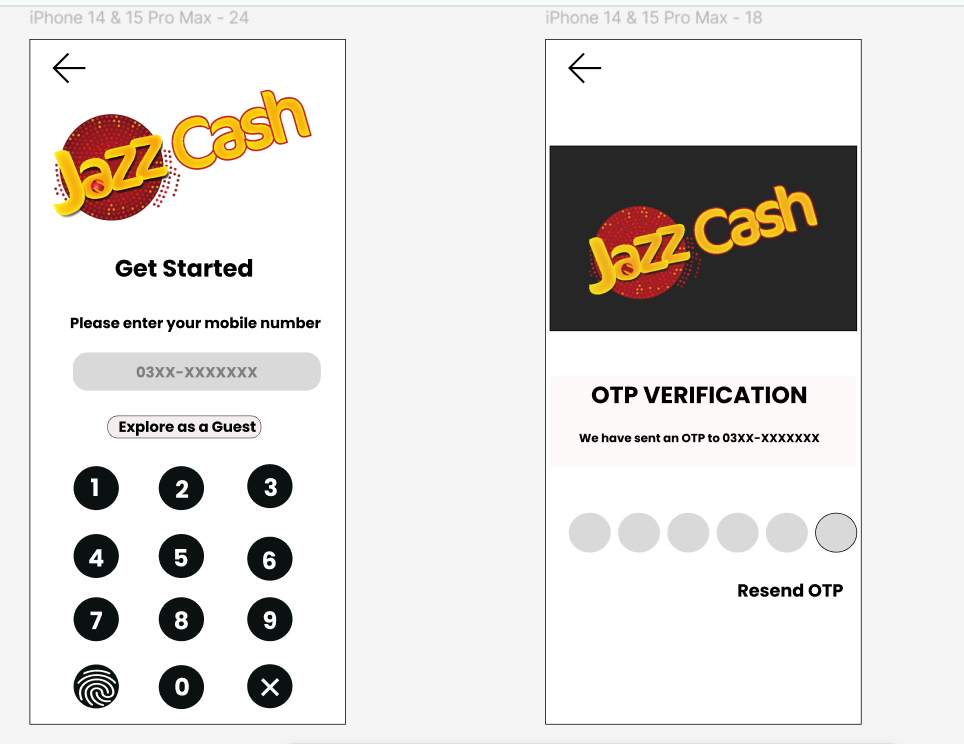 iPhone 14 & 15 Pro Max - 24
Jazz Cash
Get Started
Please enter your mobile number
03XX-XXXXXXX
Explore as a Guest
1 2 3
4 5 6
7 8 9
0
iPhone 14 & 15 Pro Max - 18
Jazz Cash
OTP VERIFICATION
We have sent an OTP to 03XX-XXXXXXX
Resend OTP